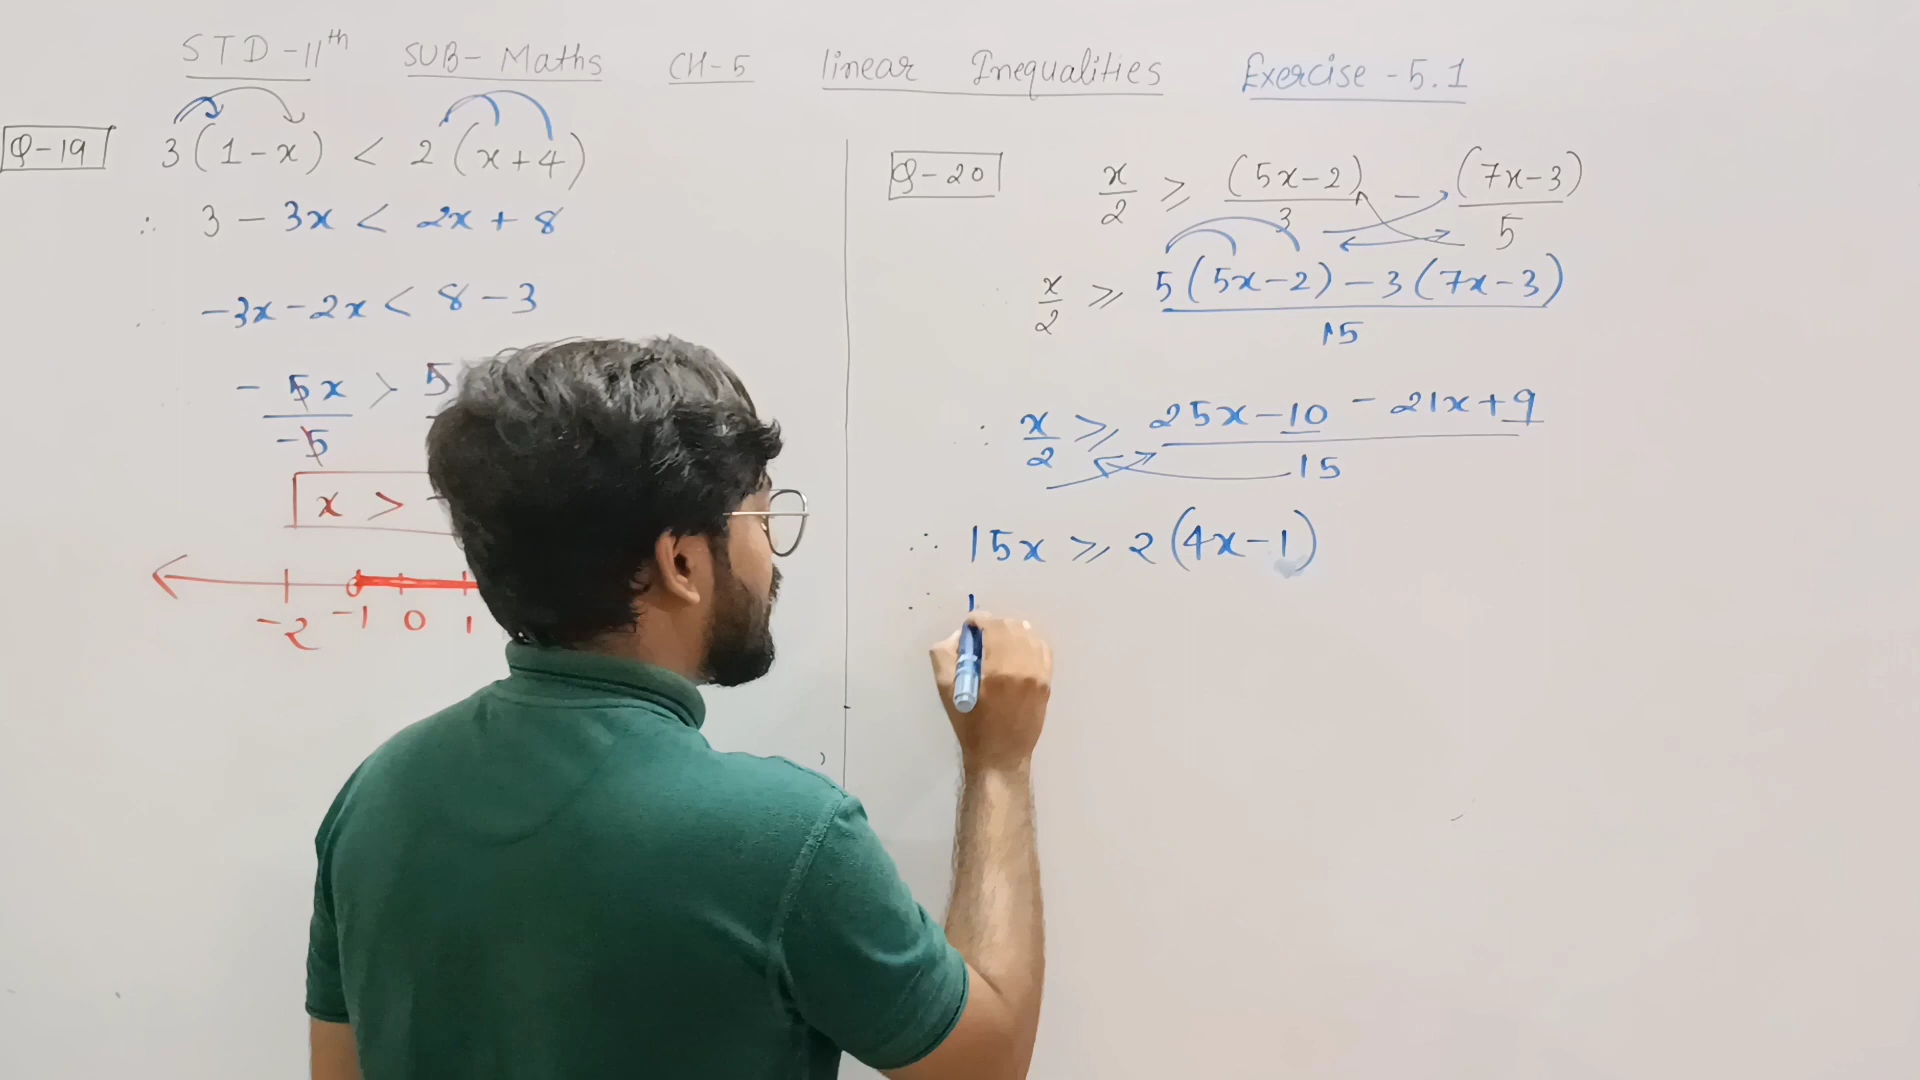 STD-11th SUB- Maths CH-5 linear Inequalities Exercise - 5.1
Q-19 3(1-x) < 2(x+4)
∴ 3 - 3x < 2x + 8
-3x - 2x < 8 - 3
-5x/-5 > 5
x > -
-2 -1 0 1
Q-20 x/2 ⩾ (5x-2)/3 - (7x-3)/5
x/2 ⩾ 5(5x-2) - 3(7x-3)/15
∴ x/2 ⩾ 25x-10 - 21x+9/15
∴ 15x ⩾ 2(4x-1)
∴ 1